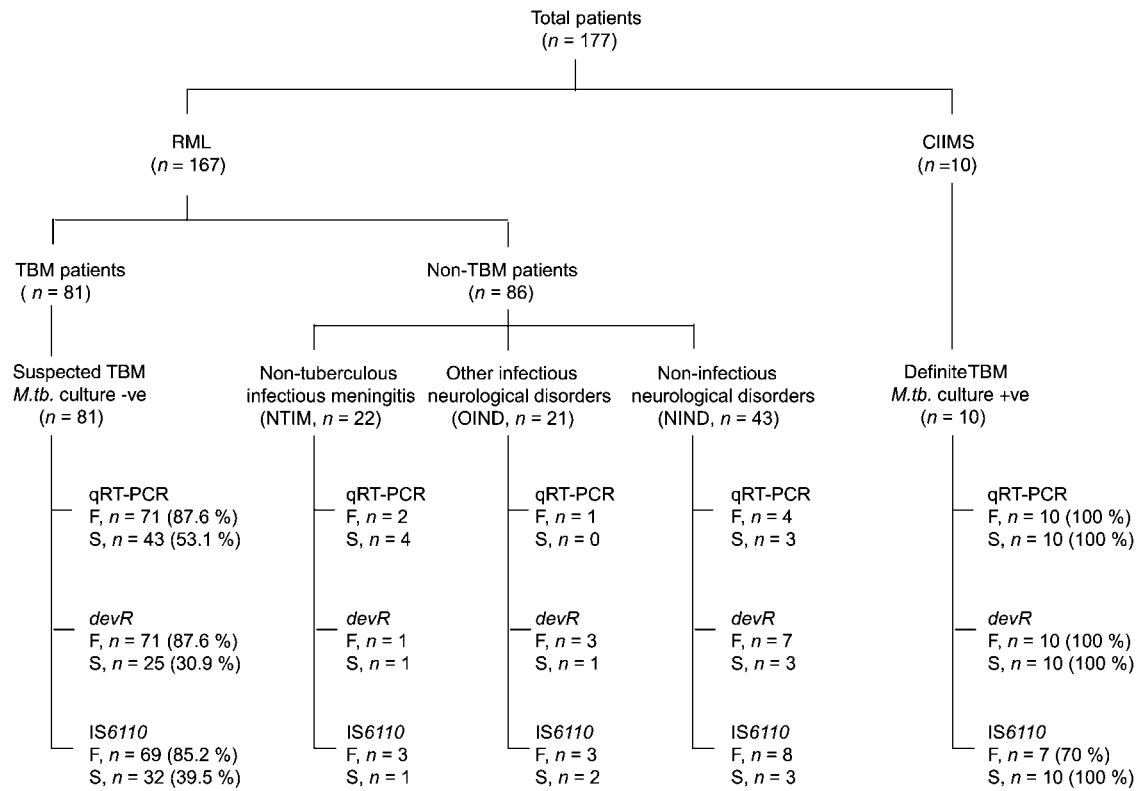 Total patients
(n = 177)
RML
(n = 167)
CIIMS
(n =10)
TBM patients
( n = 81)
Non-TBM patients
(n = 86)
Suspected TBM
M.tb. culture -ve
(n = 81)
Non-tuberculous
infectious meningitis
(NTIM, n = 22)
Other infectious
neurological disorders
(OIND, n = 21)
Non-infectious
neurological disorders
(NIND, n = 43)
DefiniteTBM
M.tb. culture +ve
(n = 10)
qRT-PCR
F, n = 71 (87.6 %)
S, n = 43 (53.1 %)
qRT-PCR
F, n = 2
S, n = 4
qRT-PCR
F, n = 1
S, n = 0
qRT-PCR
F, n = 4
S, n = 3
qRT-PCR
F, n = 10 (100 %)
S, n = 10 (100 %)
devR
F, n = 71 (87.6 %)
S, n = 25 (30.9 %)
devR
F, n = 1
S, n = 1
devR
F, n = 3
S, n = 1
devR
F, n = 7
S, n = 3
devR
F, n = 10 (100 %)
S, n = 10 (100 %)
IS6110
F, n = 69 (85.2 %)
S, n = 32 (39.5 %)
IS6110
F, n = 3
S, n = 1
IS6110
F, n = 3
S, n = 2
IS6110
F, n = 8
S, n = 3
IS6110
F, n = 7 (70 %)
S, n = 10 (100 %)